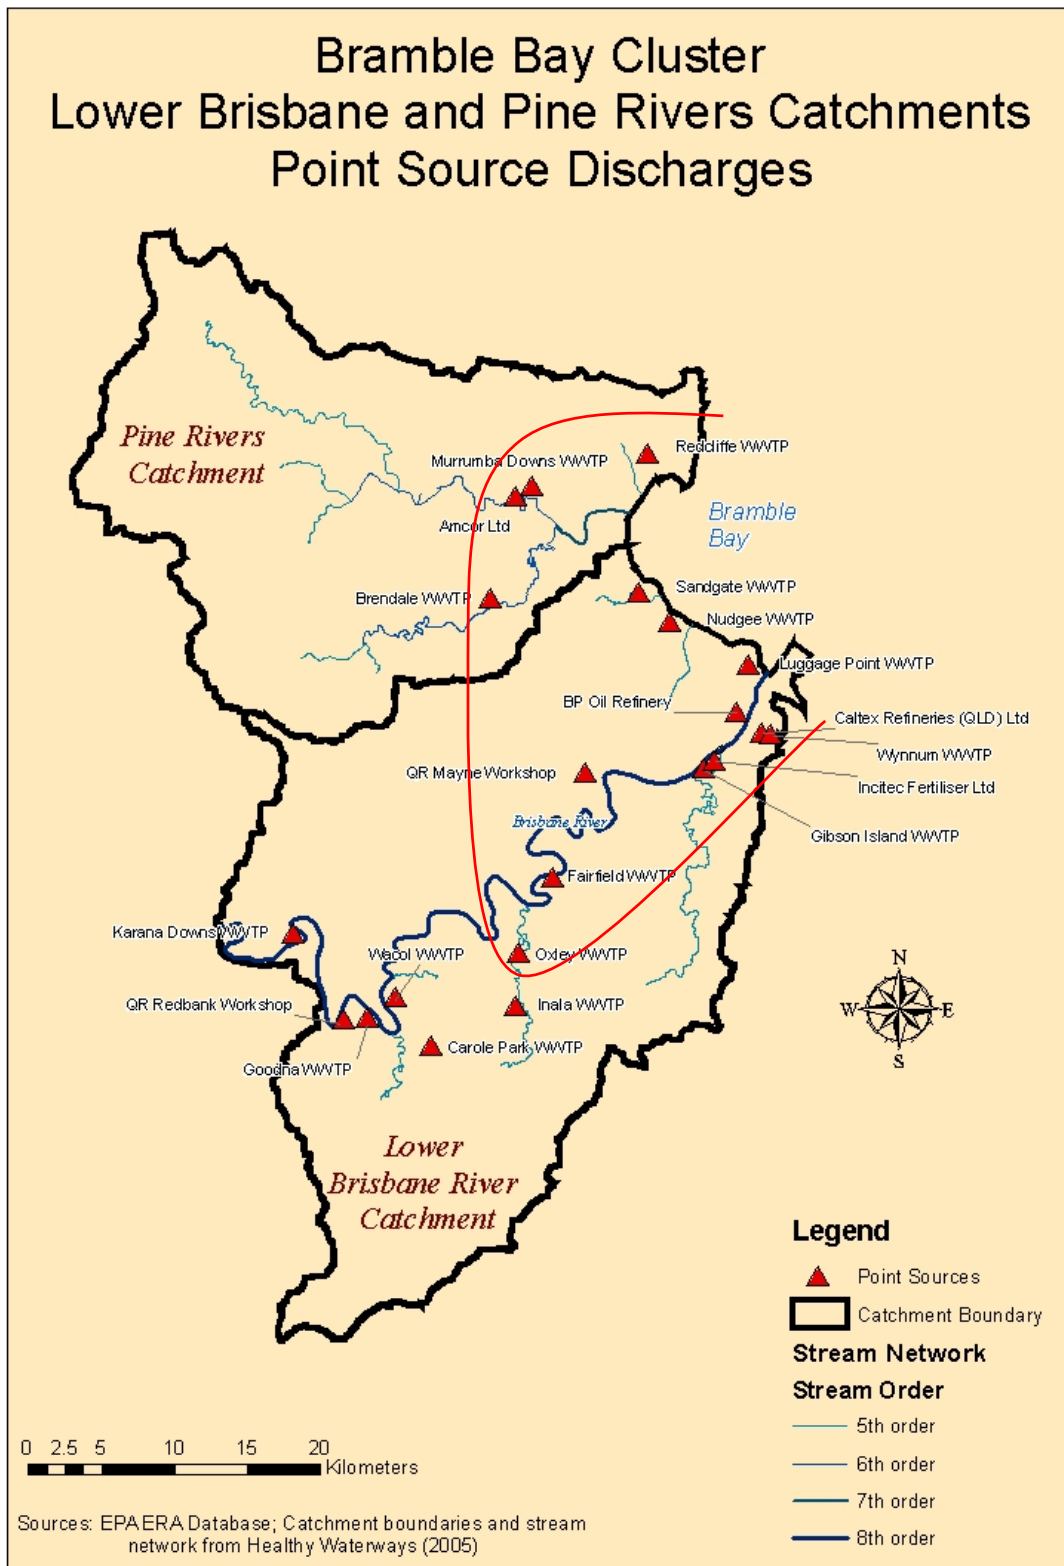 Bramble Bay Cluster
Lower Brisbane and Pine Rivers Catchments
Point Source Discharges
Pine Rivers
Catchment
Redcliffe WWTP
Murrumba Downs WWTP
Amcor Ltd
Bramble
Bay
Brendale WWTP
Sandgate WWTP
Nudgee WWTP
Luggage Point WWTP
BP Oil Refinery
Caltex Refineries (QLD) Ltd
Wynnum WWTP
QR Mayne Workshop
Incitec Fertiliser Ltd
Brisbane River
Gibson Island WWTP
Fairfield WWTP
Karana Downs WWTP
Wacol WWTP
Oxley WWTP
QR Redbank Workshop
Inala WWTP
Goodna WWTP
Carole Park WWTP
N
W
E
S
Lower
Brisbane River
Catchment
Legend
Point Sources
Catchment Boundary
Stream Network
Stream Order
5th order
6th order
7th order
8th order
0 2.5 5 10 15 20
Kilometers
Sources: EPA ERA Database; Catchment boundaries and stream
network from Healthy Waterways (2005)